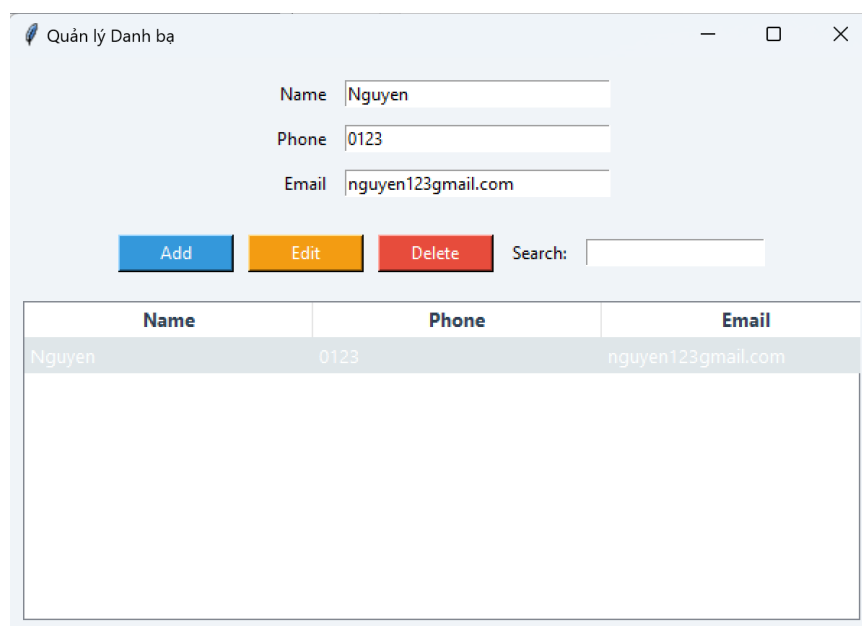 Quản lý Danh bạ
Name Nguyen
Phone 0123
Email nguyen123gmail.com
Add Edit Delete Search:
Name Phone Email
Nguyen 0123 nguyen123gmail.com